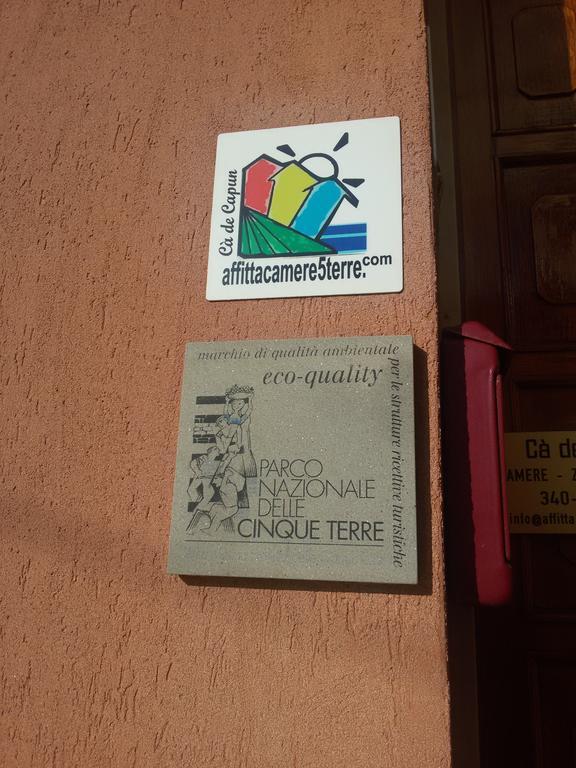 Cà de Capun
affittacamere5terre.com
marchio di qualità ambientale
per le strutture ricettive turistiche
eco-quality
PARCO
NAZIONALE
DELLE
CINQUE TERRE
Cà de
AMERE - Z
340-
info@affitta